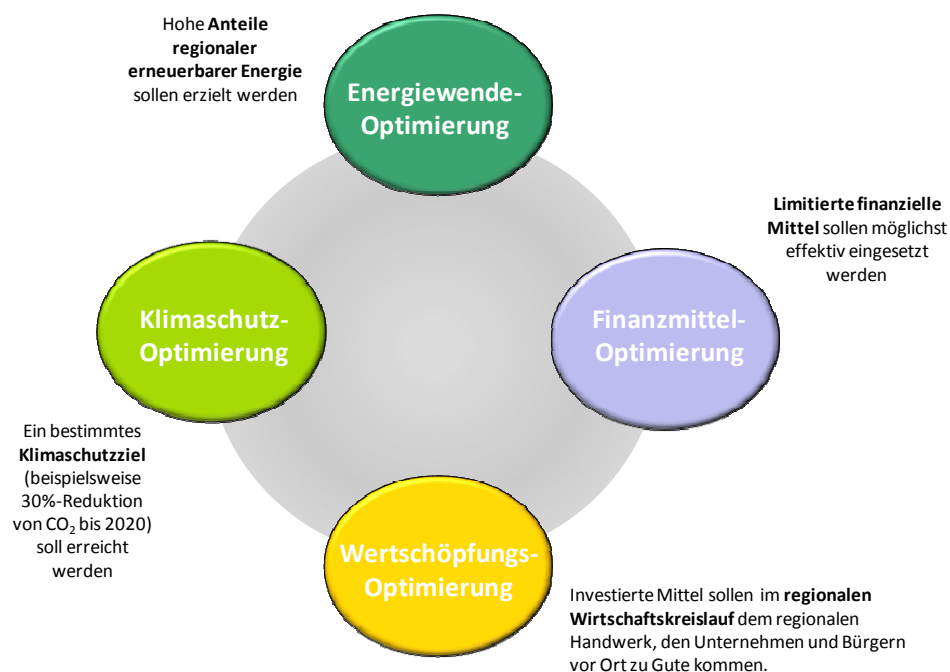 Hohe Anteile
regionaler
erneuerbarer Energie
sollen erzielt werden
Energiewende-
Optimierung
Limitierte finanzielle
Mittel sollen möglichst
effektiv eingesetzt
werden
Klimaschutz-
Optimierung
Finanzmittel-
Optimierung
Ein bestimmtes
Klimaschutzziel
(beispielsweise
30%-Reduktion
von CO₂ bis 2020)
soll erreicht
werden
Wertschöpfungs-
Optimierung
Investierte Mittel sollen im regionalen
Wirtschaftskreislauf dem regionalen
Handwerk, den Unternehmen und Bürgern
vor Ort zu Gute kommen.